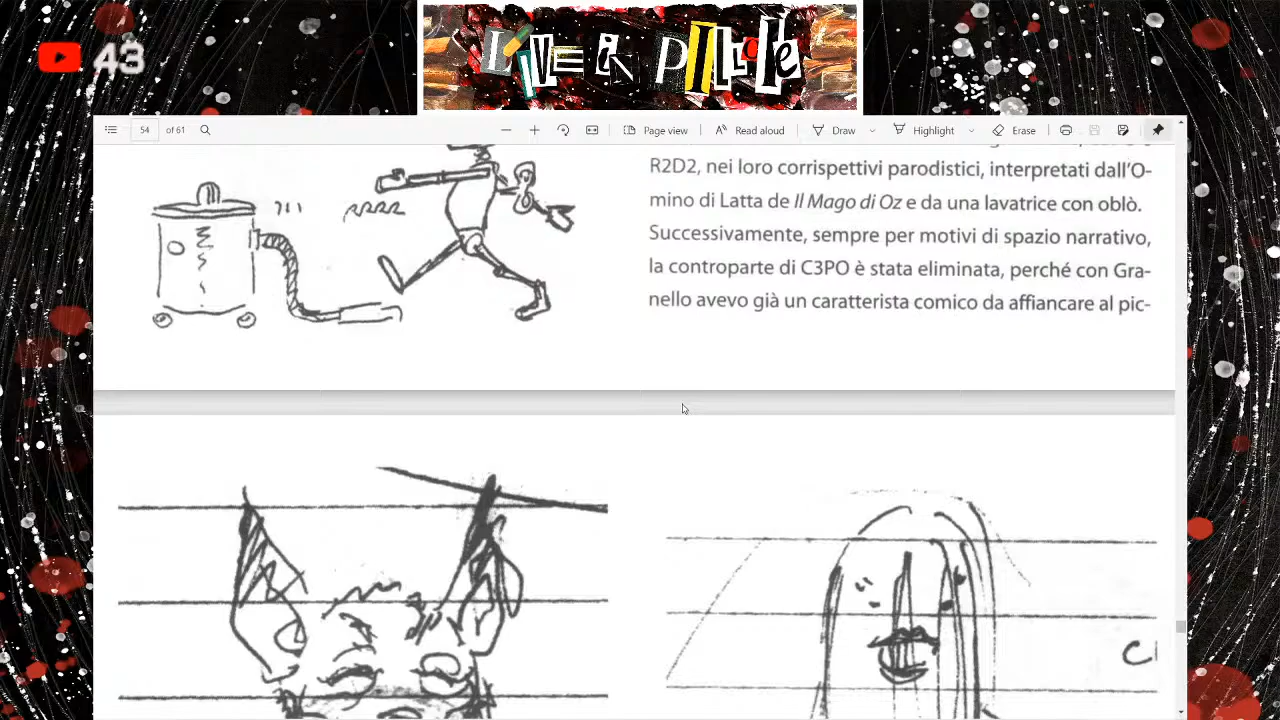 43
LivE iN PilLOlE
54 of 61
Page view
Read aloud
Draw
Highlight
Erase
R2D2, nei loro corrispettivi parodistici, interpretati dall'O-
mino di Latta de Il Mago di Oz e da una lavatrice con oblò.
Successivamente, sempre per motivi di spazio narrativo,
la controparte di C3PO è stata eliminata, perché con Gra-
nello avevo già un caratterista comico da affiancare al pic-